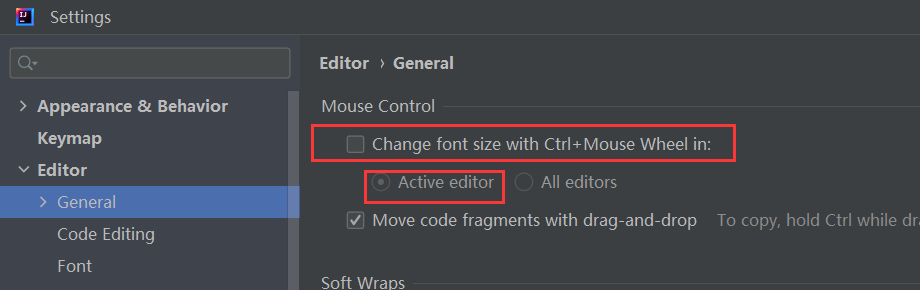 Settings
Editor › General
Appearance & Behavior
Keymap
Editor
General
Code Editing
Font
Mouse Control
Change font size with Ctrl+Mouse Wheel in:
Active editor
All editors
Move code fragments with drag-and-drop To copy, hold Ctrl while
Soft Wraps